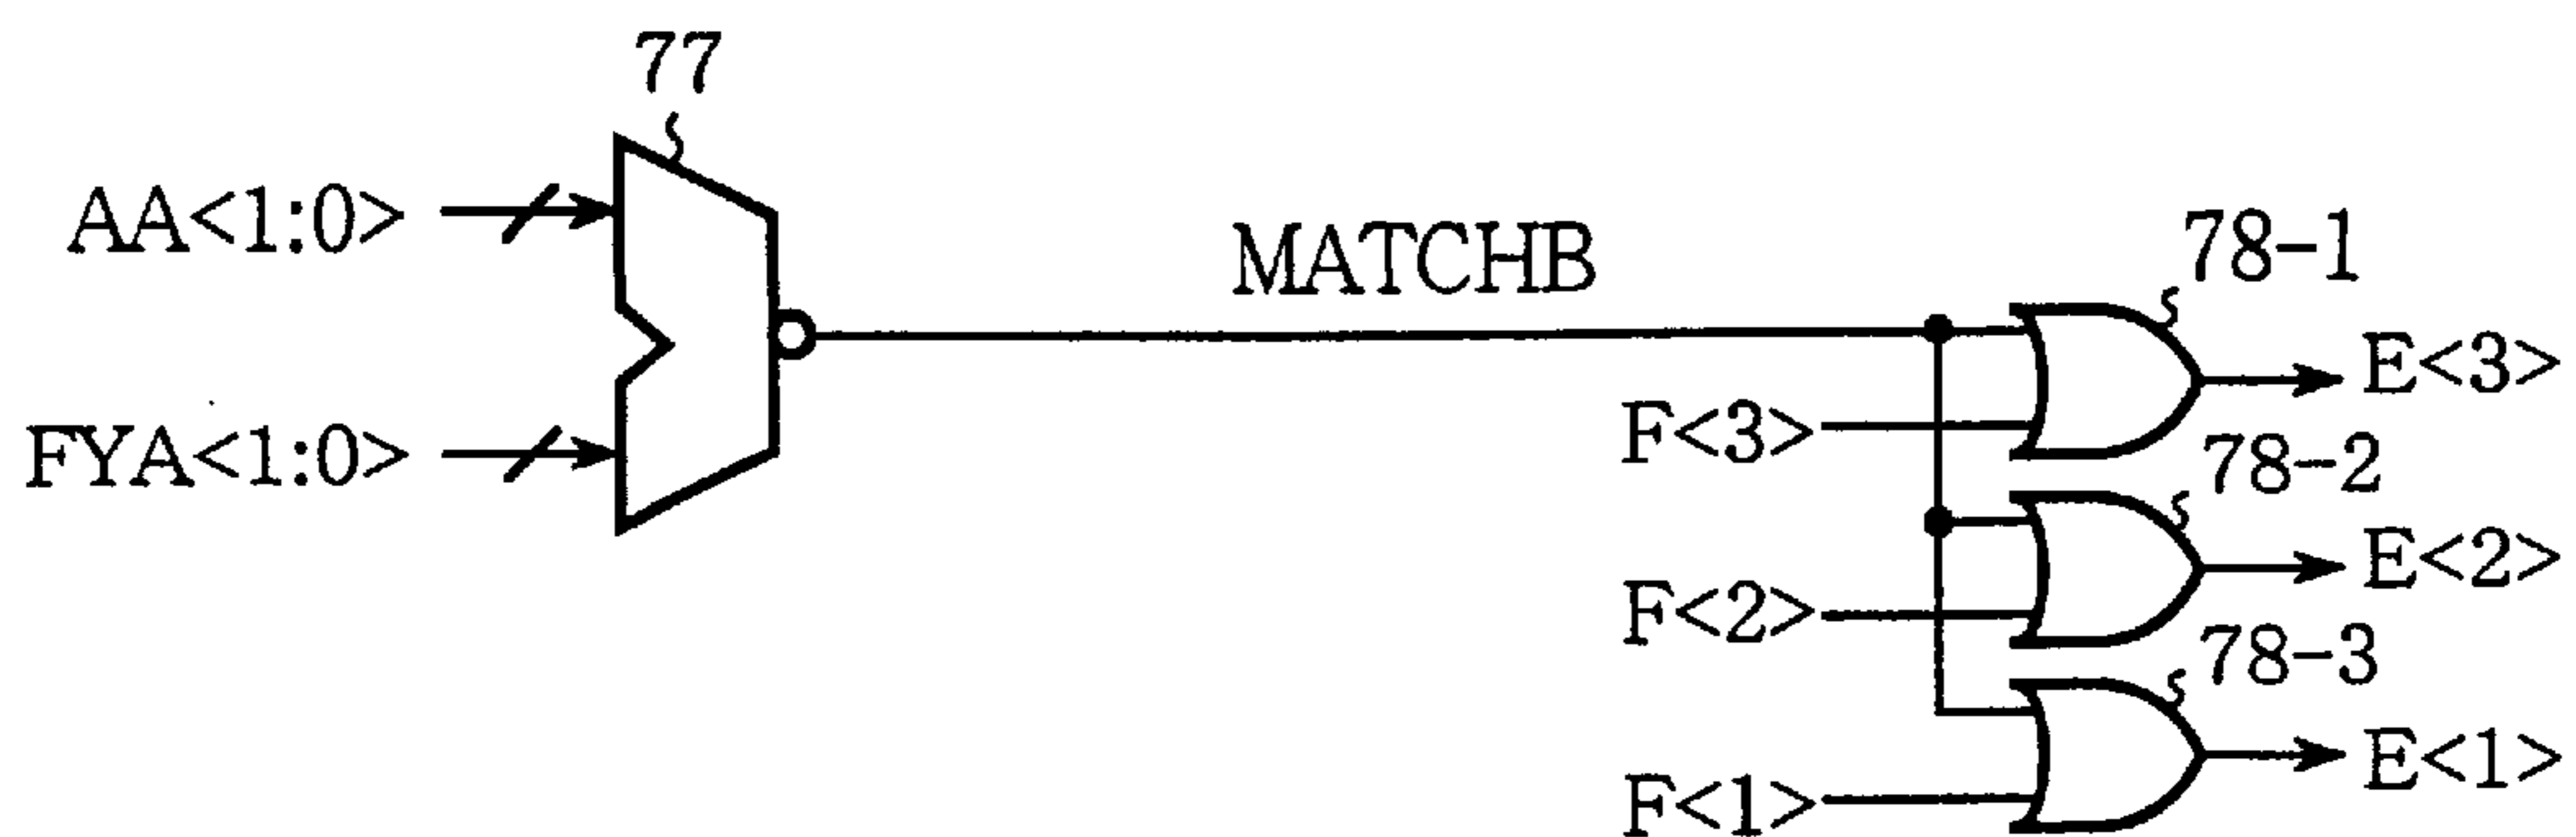 77
AA<1:0>
FYA<1:0>
MATCHB
78-1
E<3>
F<3>
78-2
E<2>
F<2>
78-3
E<1>
F<1>